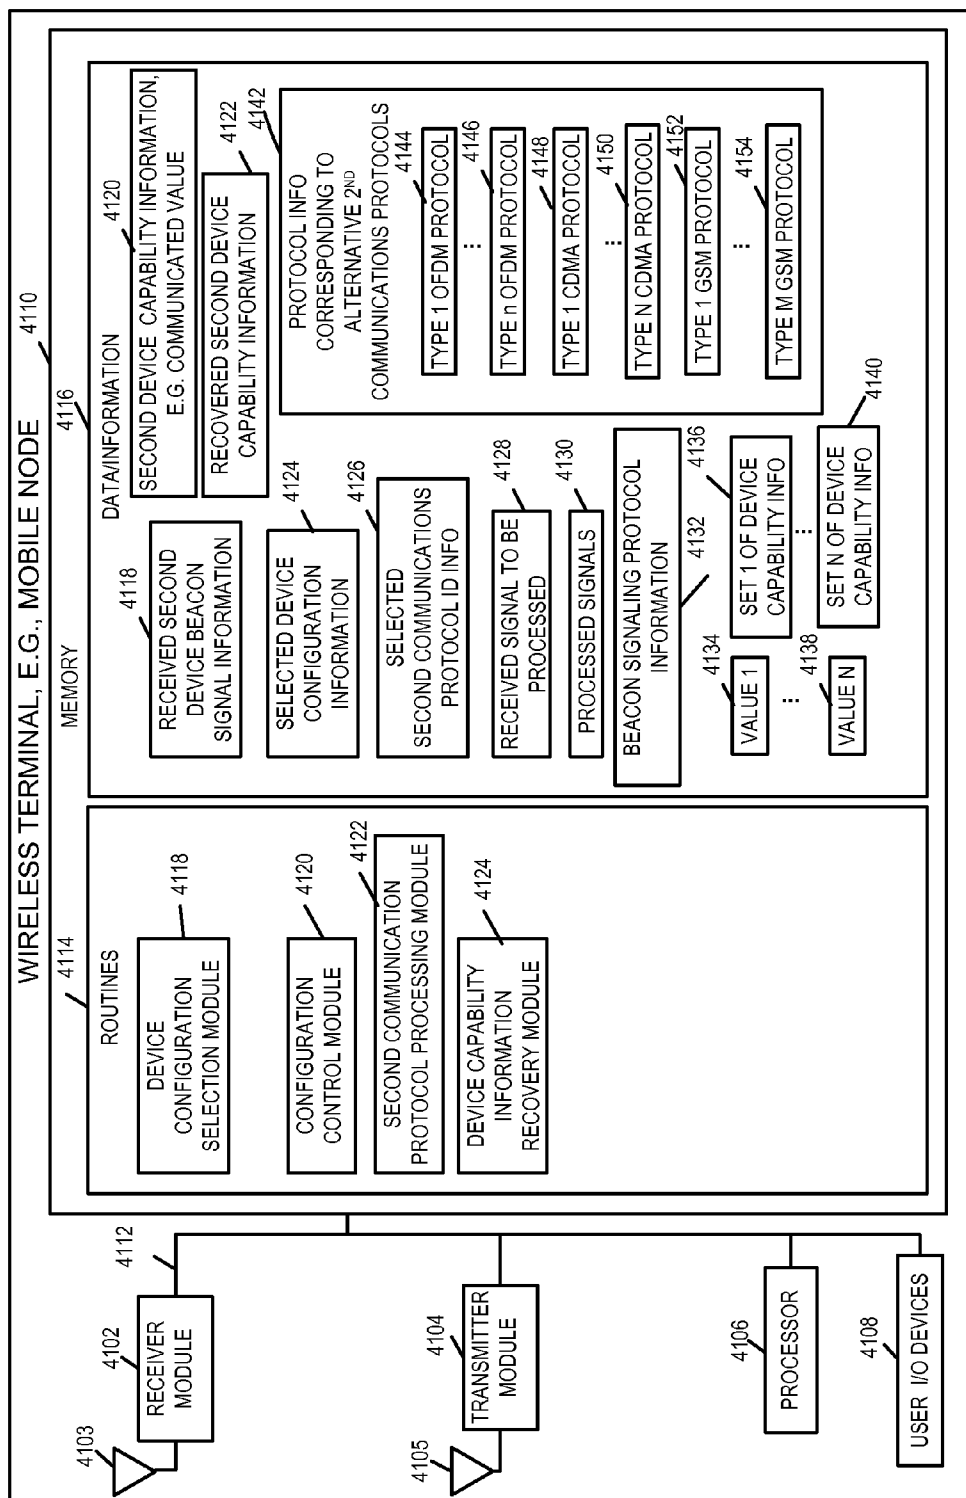 WIRELESS TERMINAL, E.G., MOBILE NODE
4103
4102
RECEIVER
MODULE
4112
4105
4104
TRANSMITTER
MODULE
4106
PROCESSOR
4108
USER I/O DEVICES
4110
MEMORY
4114
ROUTINES
DEVICE
CONFIGURATION
SELECTION MODULE
4118
CONFIGURATION
CONTROL MODULE
4120
SECOND COMMUNICATION
PROTOCOL PROCESSING MODULE
4122
DEVICE CAPABILITY
INFORMATION
RECOVERY MODULE
4124
4116
DATA/INFORMATION
4118
RECEIVED SECOND
DEVICE BEACON
SIGNAL INFORMATION
SECOND DEVICE CAPABILITY INFORMATION,
E.G. COMMUNICATED VALUE
4120
RECOVERED SECOND DEVICE
CAPABILITY INFORMATION
4122
SELECTED DEVICE
CONFIGURATION
INFORMATION
4124
SELECTED
SECOND COMMUNICATIONS
PROTOCOL ID INFO
4126
RECEIVED SIGNAL TO BE
PROCESSED
4128
PROCESSED SIGNALS
4130
BEACON SIGNALING PROTOCOL
INFORMATION
4132
4134
VALUE 1
4136
SET 1 OF DEVICE
CAPABILITY INFO
...
...
4138
VALUE N
SET N OF DEVICE
CAPABILITY INFO
4140
4142
PROTOCOL INFO
CORRESPONDING TO
ALTERNATIVE 2ND
COMMUNICATIONS PROTOCOLS
4144
TYPE 1 OFDM PROTOCOL
...
4146
TYPE n OFDM PROTOCOL
4148
TYPE 1 CDMA PROTOCOL
...
4150
TYPE N CDMA PROTOCOL
4152
TYPE 1 GSM PROTOCOL
...
4154
TYPE M GSM PROTOCOL